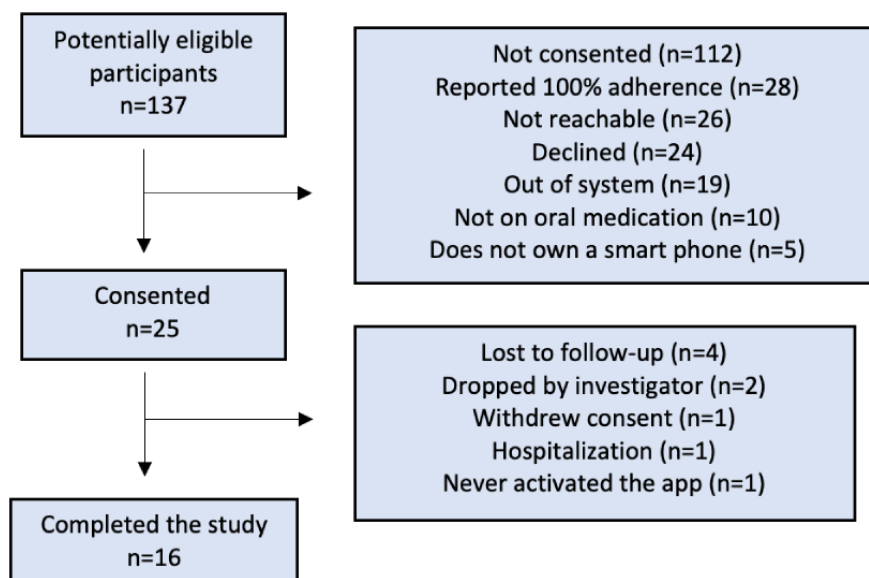 Potentially eligible
participants
n=137
Not consented (n=112)
Reported 100% adherence (n=28)
Not reachable (n=26)
Declined (n=24)
Out of system (n=19)
Not on oral medication (n=10)
Does not own a smart phone (n=5)
Consented
n=25
Lost to follow-up (n=4)
Dropped by investigator (n=2)
Withdrew consent (n=1)
Hospitalization (n=1)
Never activated the app (n=1)
Completed the study
n=16